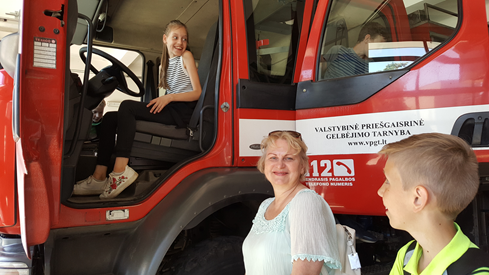 VALSTYBINĖ PRIEŠGAISRINĖ
GELBĖJIMO TARNYBA
www.vpgt.lt
112
BENDRASIS PAGALBOS
TELEFONO NUMERIS